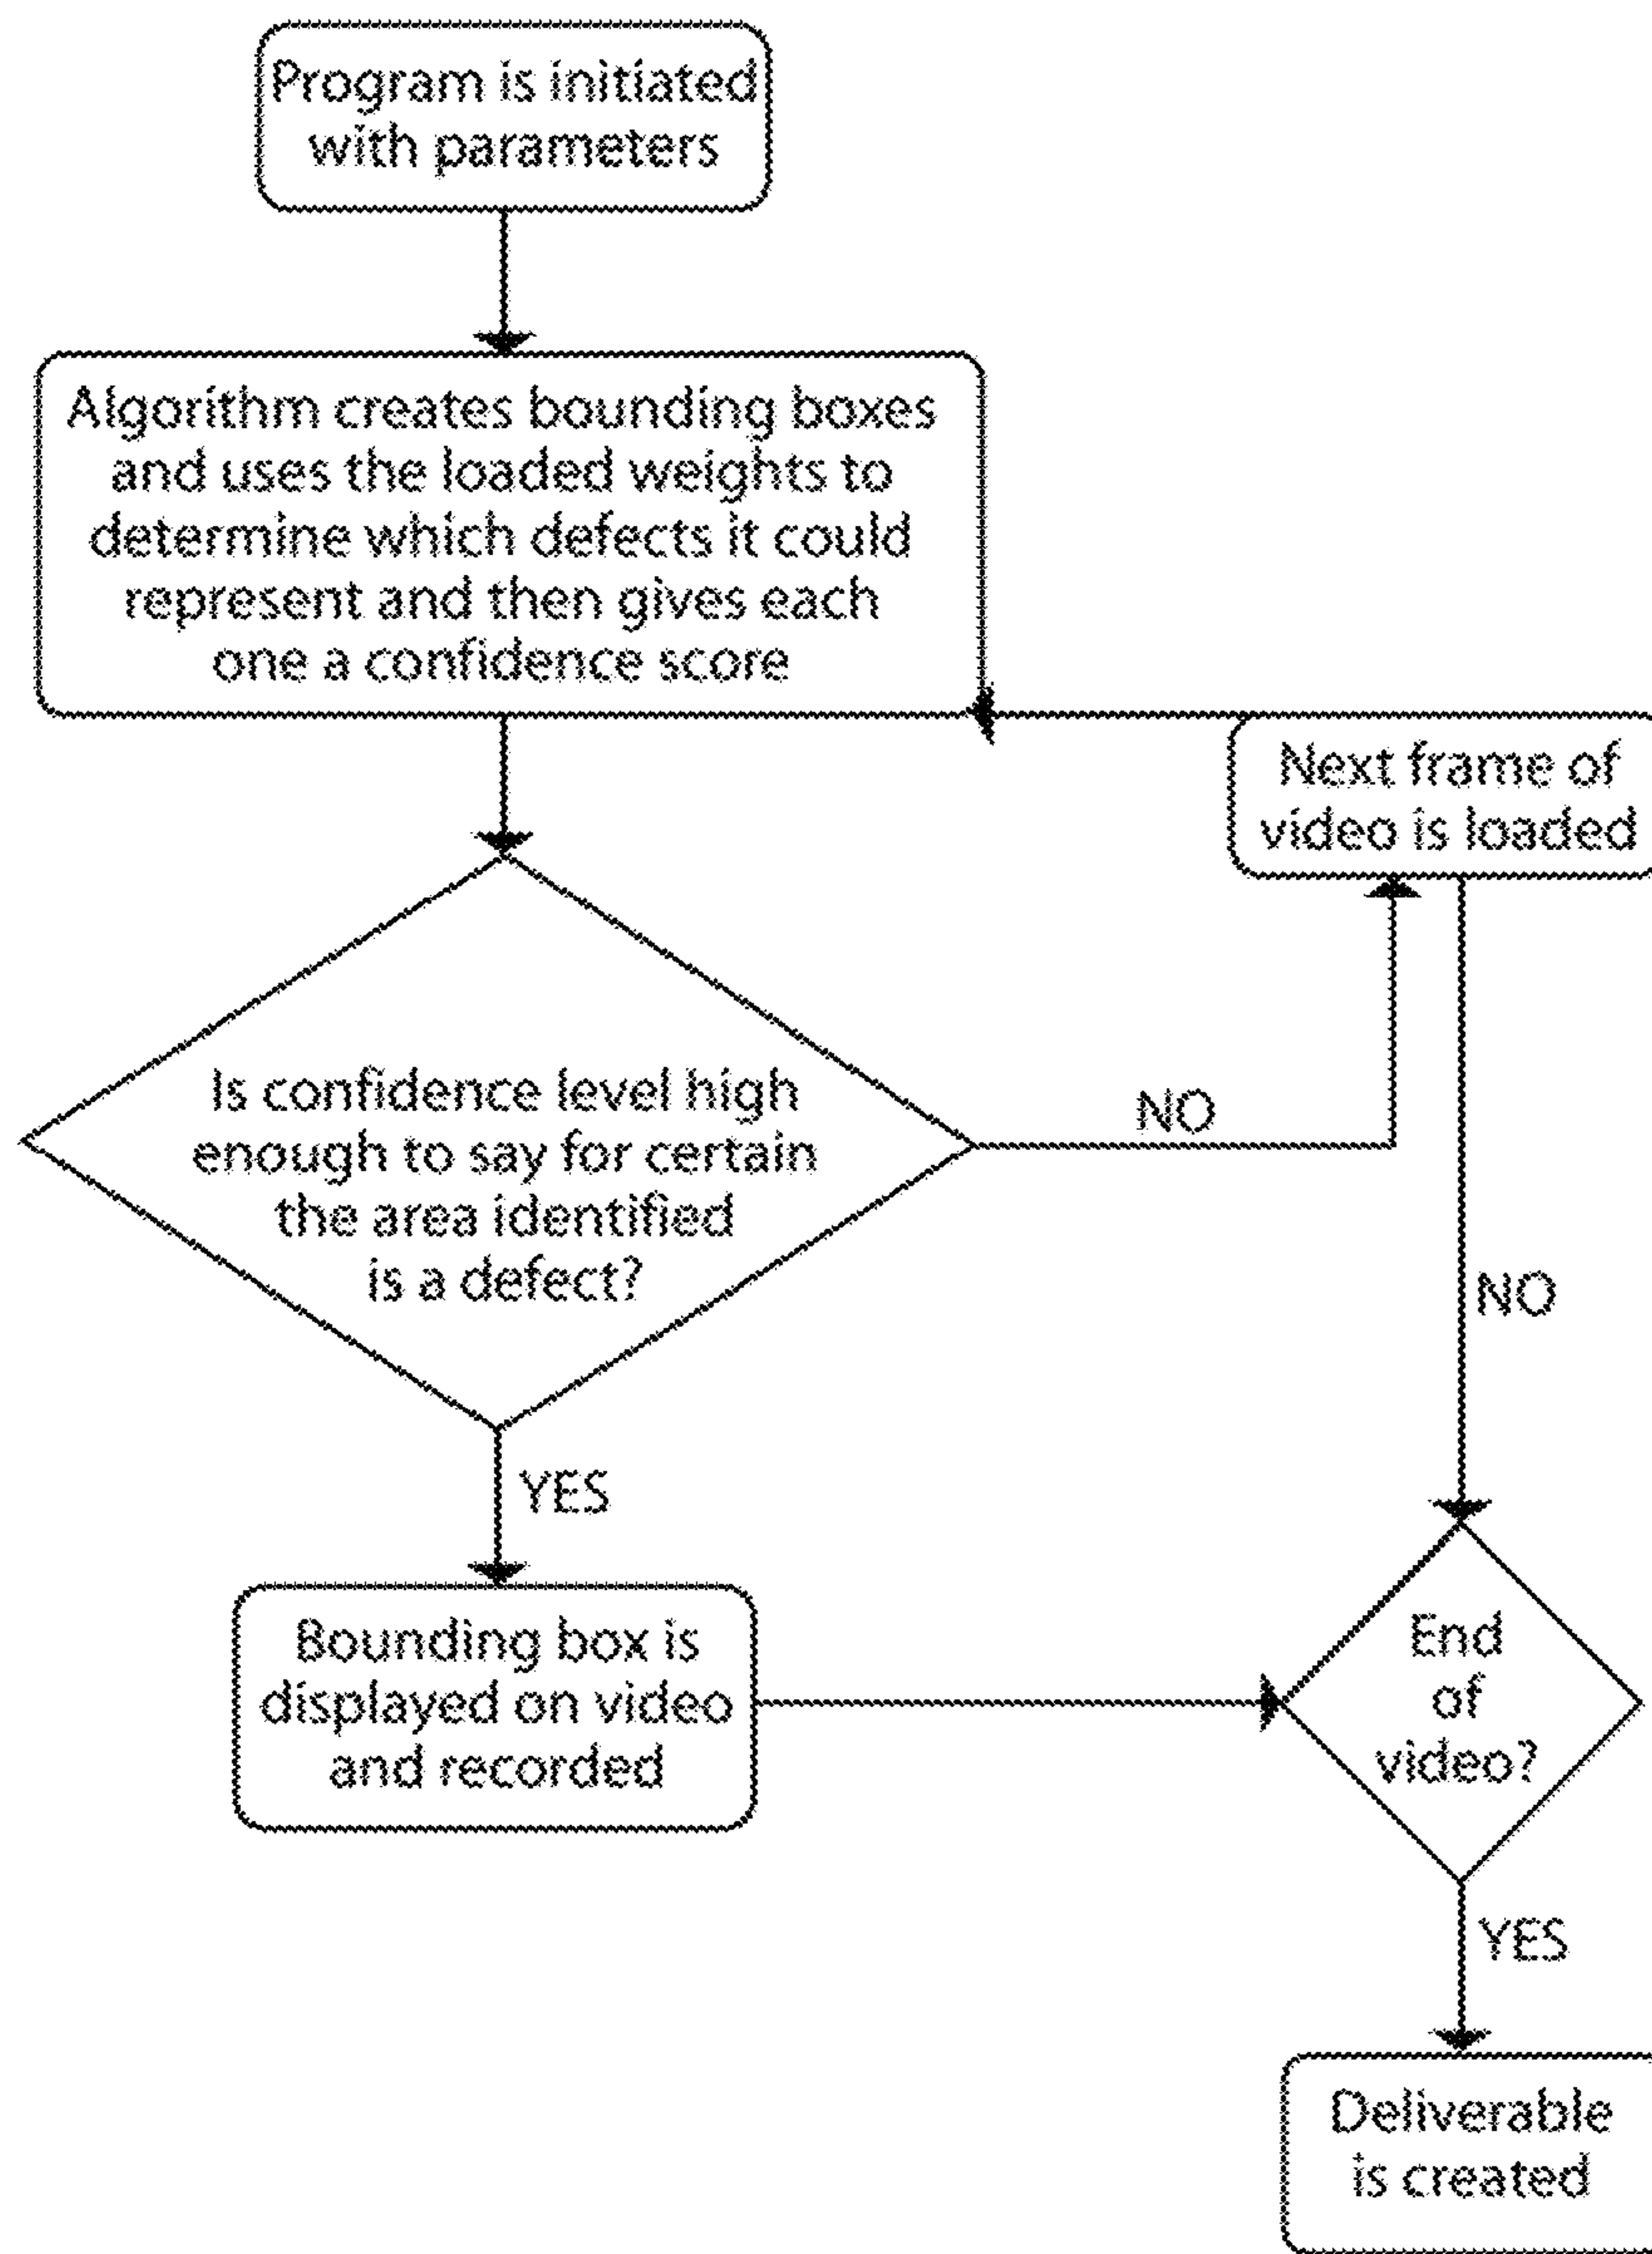 Program is initiated
with parameters
Algorithm creates bounding boxes
and uses the loaded weights to
determine which defects it could
represent and then gives each
one a confidence score
Next frame of
video is loaded
Is confidence level high
enough to say for certain
the area identified
is a defect?
NO
NO
YES
Bounding box is
displayed on video
and recorded
End
of
video?
YES
Deliverable
is created